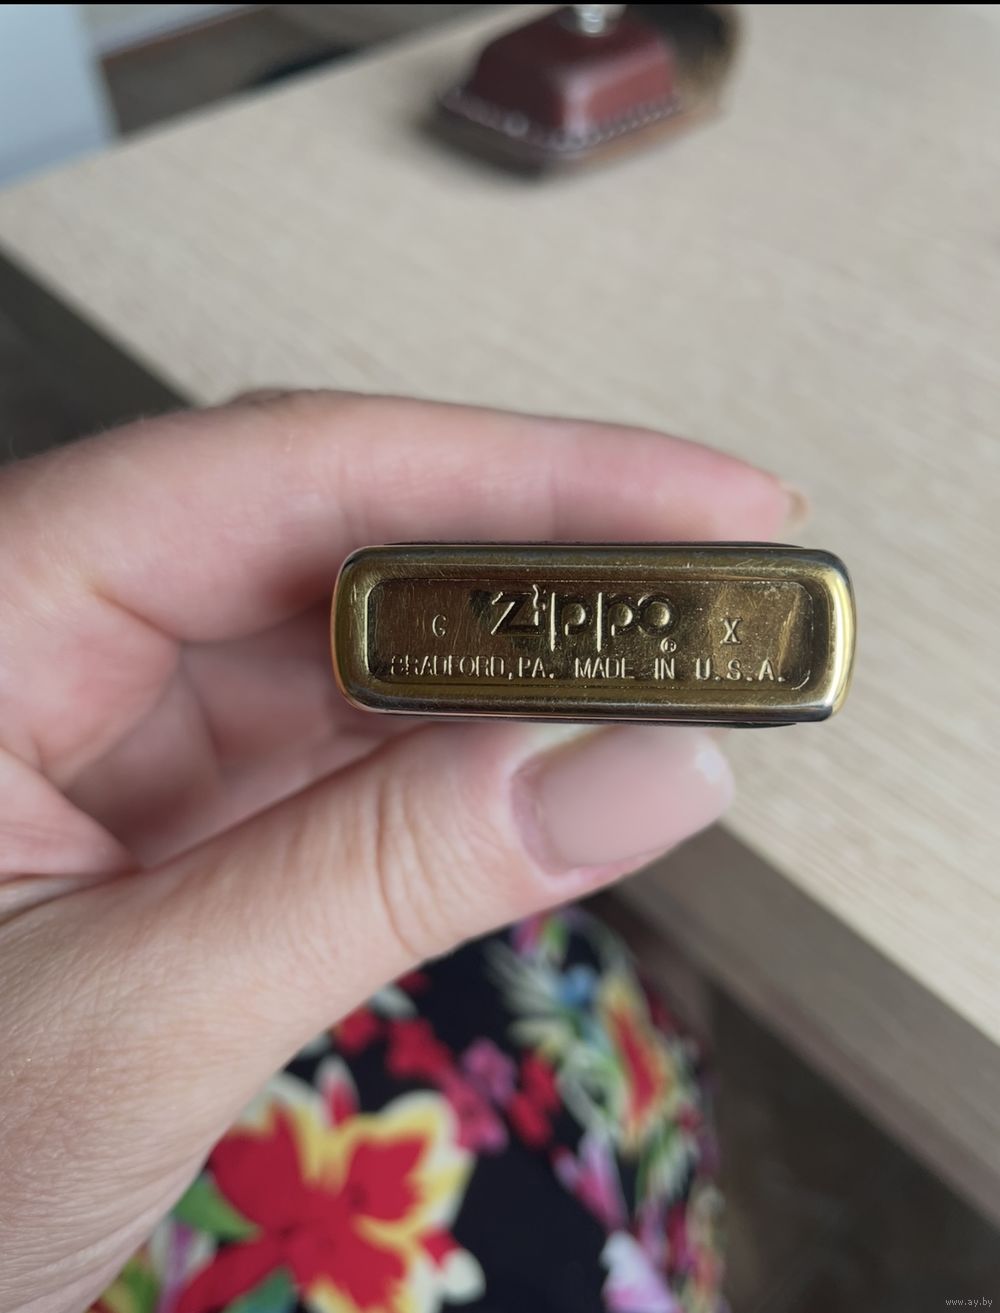 zippo
G ® X
BRADFORD, PA. MADE IN U.S.A.
www.ay.by